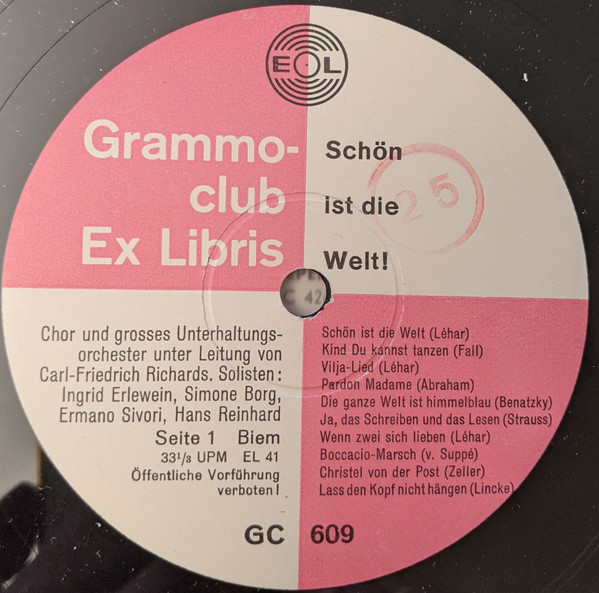 EOL
Grammo-
club
Ex Libris
Schön
ist die
Welt!
25
Chor und grosses Unterhaltungs-
orchester unter Leitung von
Carl-Friedrich Richards. Solisten:
Ingrid Erlewein, Simone Borg,
Ermano Sivori, Hans Reinhard
Seite 1 Biem
33⅓ UPM EL 41
Öffentliche Vorführung
verboten!
Schön ist die Welt (Léhar)
Kind Du kannst tanzen (Fall)
Vilja-Lied (Léhar)
Pardon Madame (Abraham)
Die ganze Welt ist himmelblau (Benatzky)
Ja, das Schreiben und das Lesen (Strauss)
Wenn zwei sich lieben (Léhar)
Boccacio-Marsch (v. Suppé)
Christel von der Post (Zeller)
Lass den Kopf nicht hängen (Lincke)
GC 609
C 42